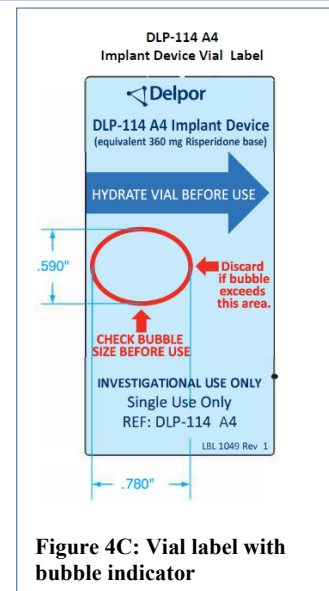 DLP-114 A4
Implant Device Vial Label
Delpor
DLP-114 A4 Implant Device
(equivalent 360 mg Risperidone base)
HYDRATE VIAL BEFORE USE
.590"
Discard
if bubble
exceeds
this area.
CHECK BUBBLE
SIZE BEFORE USE
INVESTIGATIONAL USE ONLY
Single Use Only
REF: DLP-114 A4
LBL 1049 Rev 1
.780"
Figure 4C: Vial label with
bubble indicator